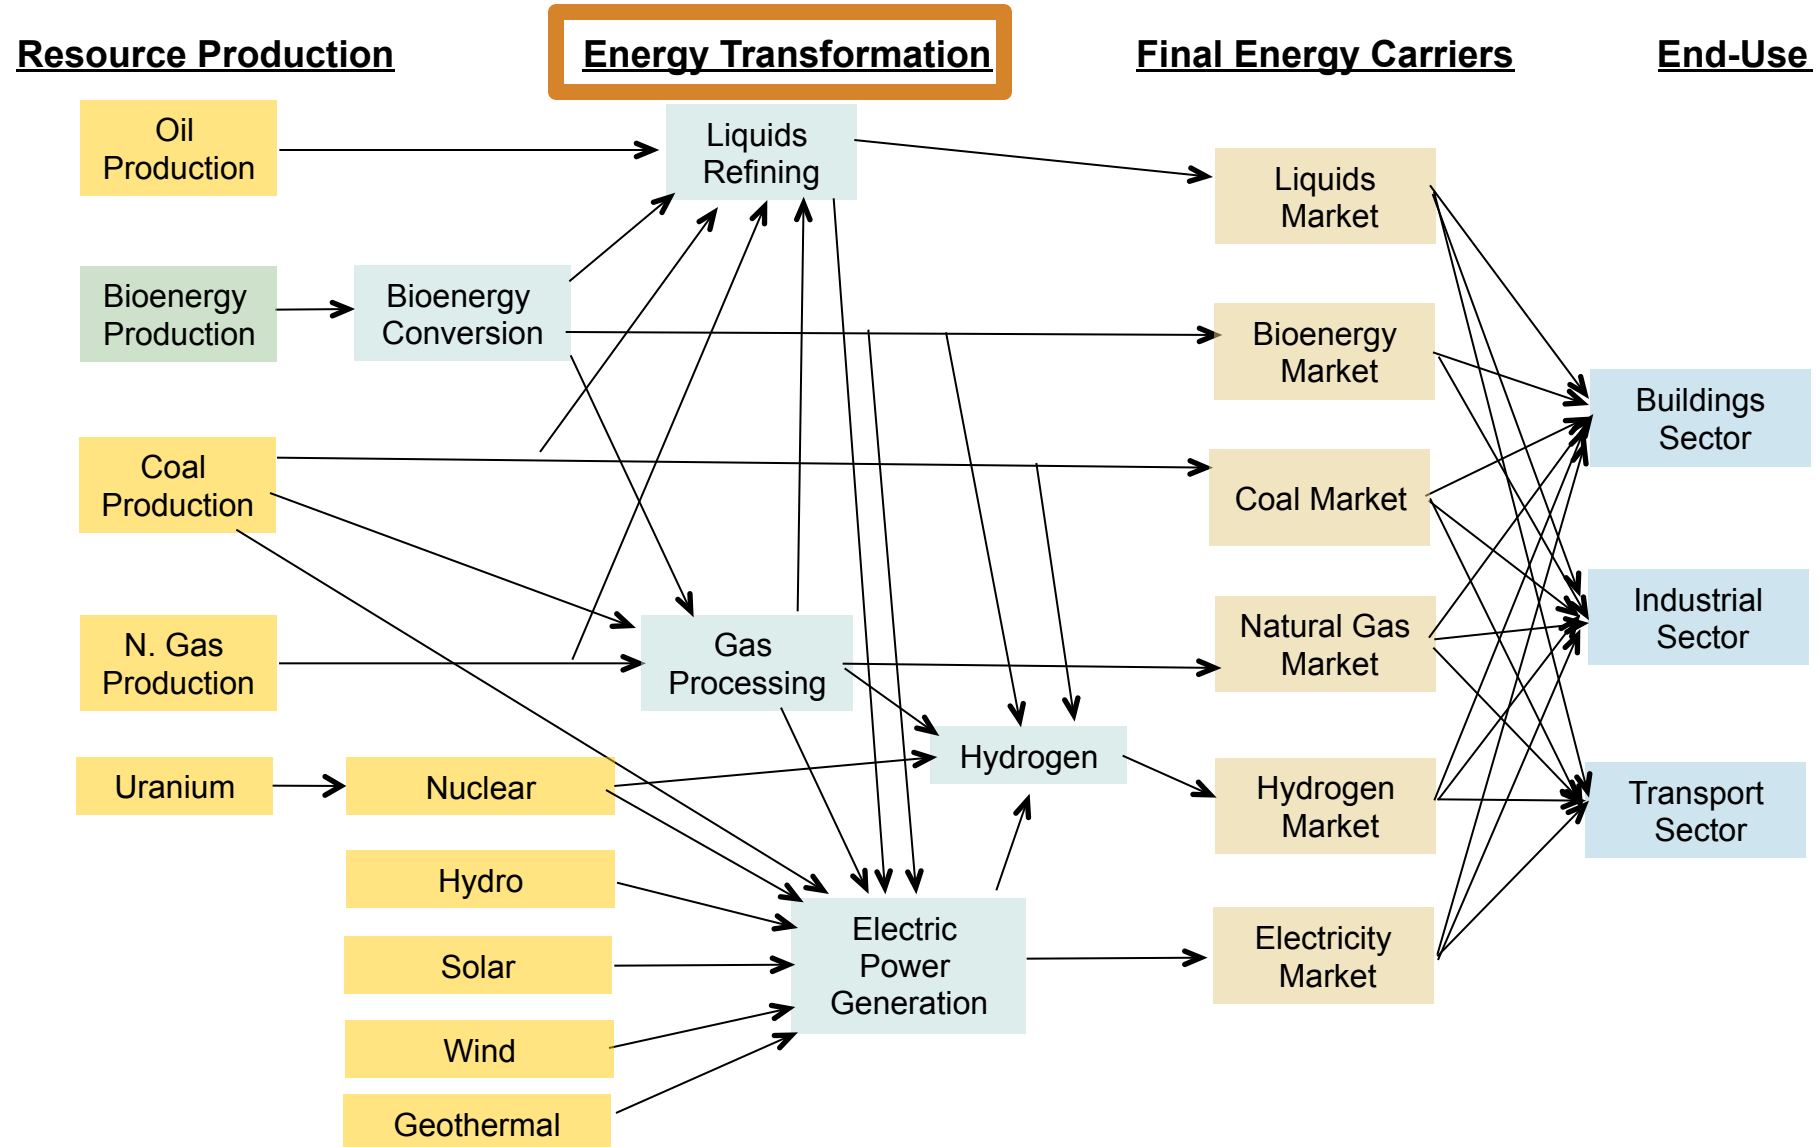 Resource Production
Energy Transformation
Final Energy Carriers
End-Use
Oil
Production
Liquids
Refining
Liquids
Market
Bioenergy
Production
Bioenergy
Conversion
Bioenergy
Market
Buildings
Sector
Coal
Production
Coal Market
Industrial
Sector
N. Gas
Production
Gas
Processing
Natural Gas
Market
Uranium
Nuclear
Hydrogen
Hydrogen
Market
Transport
Sector
Hydro
Solar
Wind
Geothermal
Electric
Power
Generation
Electricity
Market